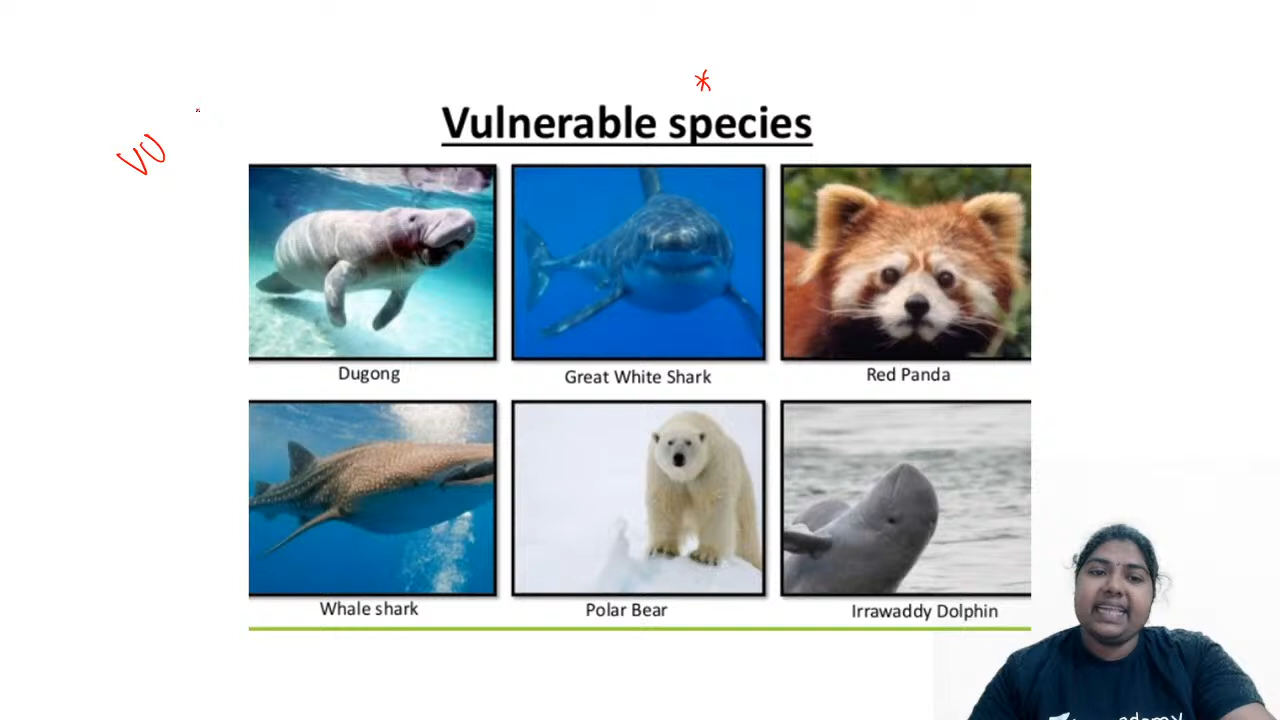 *
Vulnerable species
VU
Dugong
Great White Shark
Red Panda
Whale shark
Polar Bear
Irrawaddy Dolphin